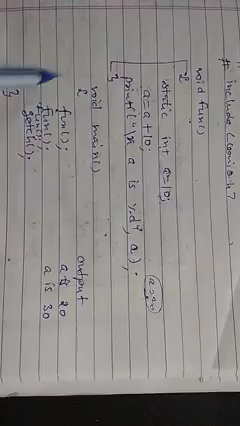 # include <conio.h>
void fun()
{
static int a=10;
a=a+10;
printf("\n a is %d", a);
}
void main()
{
fun(); output
fun(); a is 20
getch(); a is 30
}